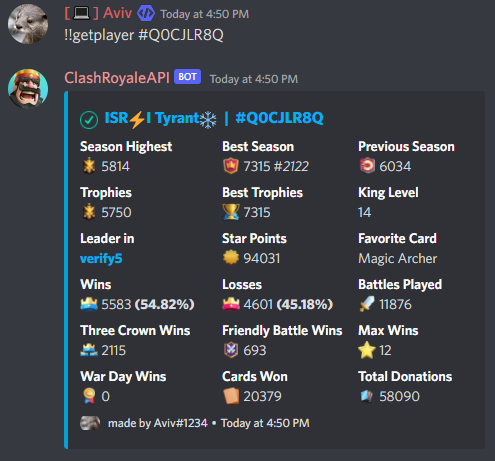 [💻] Aviv Today at 4:50 PM
!!getplayer #Q0CJLR8Q
ClashRoyaleAPI BOT Today at 4:50 PM
ISR⚡I Tyrant❄ | #Q0CJLR8Q
Season Highest Best Season Previous Season
5814 7315 #2122 6034
Trophies Best Trophies King Level
5750 7315 14
Leader in Star Points Favorite Card
verify5 94031 Magic Archer
Wins Losses Battles Played
5583 (54.82%) 4601 (45.18%) 11876
Three Crown Wins Friendly Battle Wins Max Wins
2115 693 12
War Day Wins Cards Won Total Donations
0 20379 58090
made by Aviv#1234 • Today at 4:50 PM